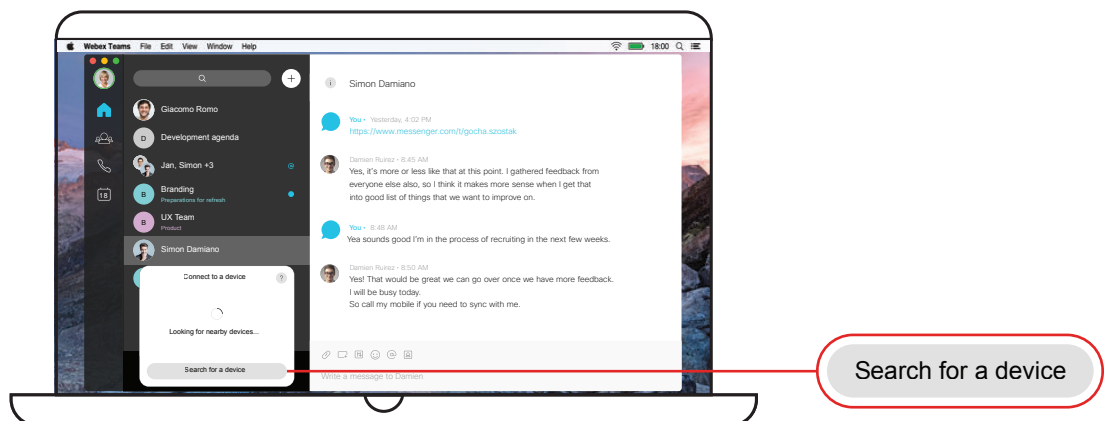 Webex Teams File Edit View Window Help 18:00
Giacomo Romo
D Development agenda
Jan, Simon +3
B Branding
Preparations for refresh
B UX Team
Product
Simon Damiano
18
Connect to a device ?
Looking for nearby devices...
Search for a device
i Simon Damiano
You • Yesterday, 4:02 PM
https://www.messenger.com/t/gocha.szostak
Damien Ruirez • 8:45 AM
Yes, it's more or less like that at this point. I gathered feedback from
everyone else also, so I think it makes more sense when I get that
into good list of things that we want to improve on.
You • 8:48 AM
Yea sounds good I'm in the process of recruiting in the next few weeks.
Damien Ruirez • 8:50 AM
Yes! That would be great we can go over once we have more feedback.
I will be busy today.
So call my mobile if you need to sync with me.
Write a message to Damien
Search for a device